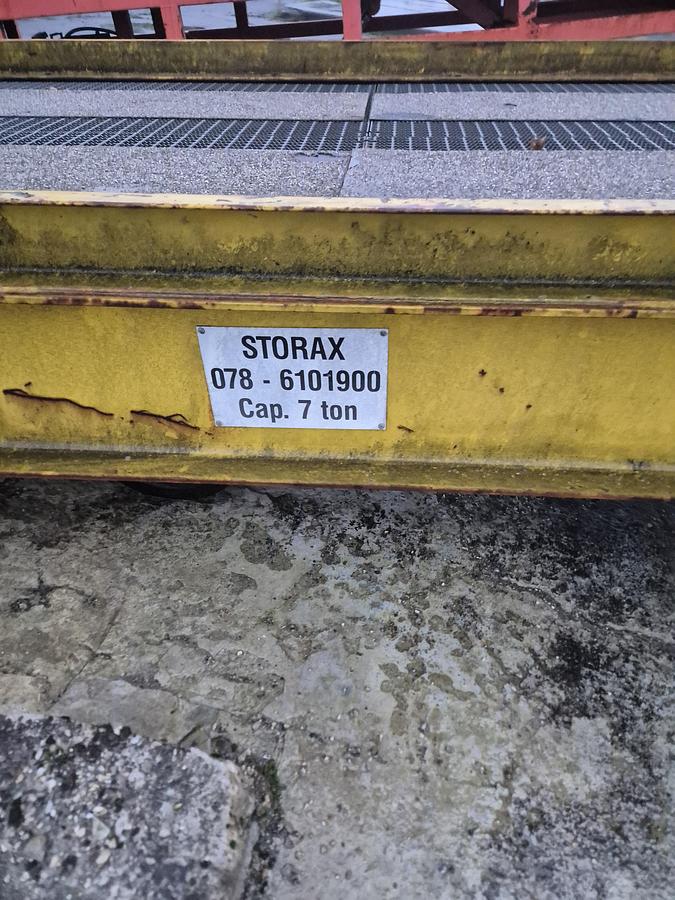 STORAX
078 - 6101900
Cap. 7 ton